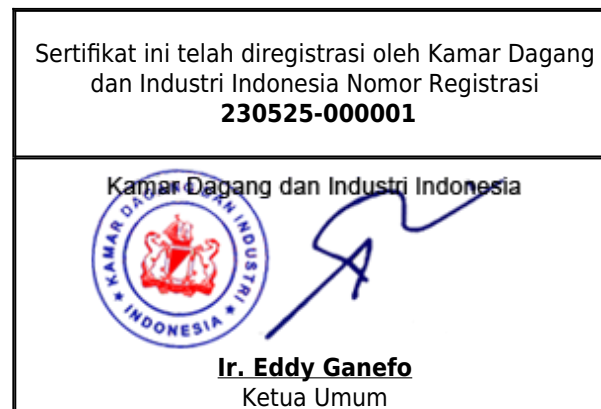 Sertifikat ini telah diregistrasi oleh Kamar Dagang
dan Industri Indonesia Nomor Registrasi
230525-000001
Kamar Dagang dan Industri Indonesia
KAMAR DAGANG DAN INDUSTRI
INDONESIA
Ir. Eddy Ganefo
Ketua Umum